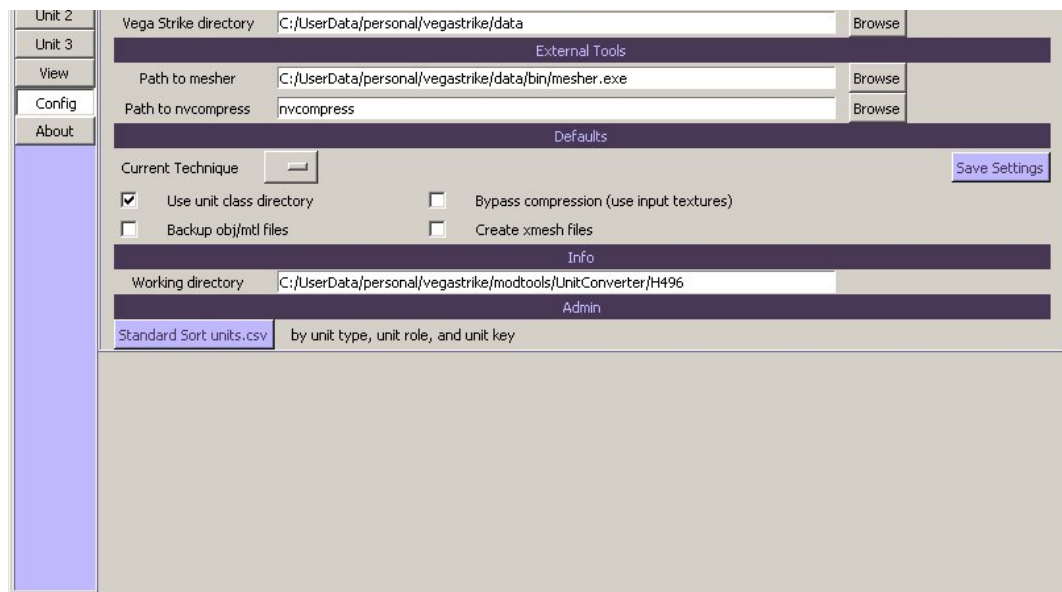 Unit 2
Unit 3
View
Config
About
Vega Strike directory C:/UserData/personal/vegastrike/data Browse
External Tools
Path to mesher C:/UserData/personal/vegastrike/data/bin/mesher.exe Browse
Path to nvcompress nvcompress Browse
Defaults
Current Technique Save Settings
Use unit class directory Bypass compression (use input textures)
Backup obj/mtl files Create xmesh files
Info
Working directory C:/UserData/personal/vegastrike/modtools/UnitConverter/H496
Admin
Standard Sort units.csv by unit type, unit role, and unit key